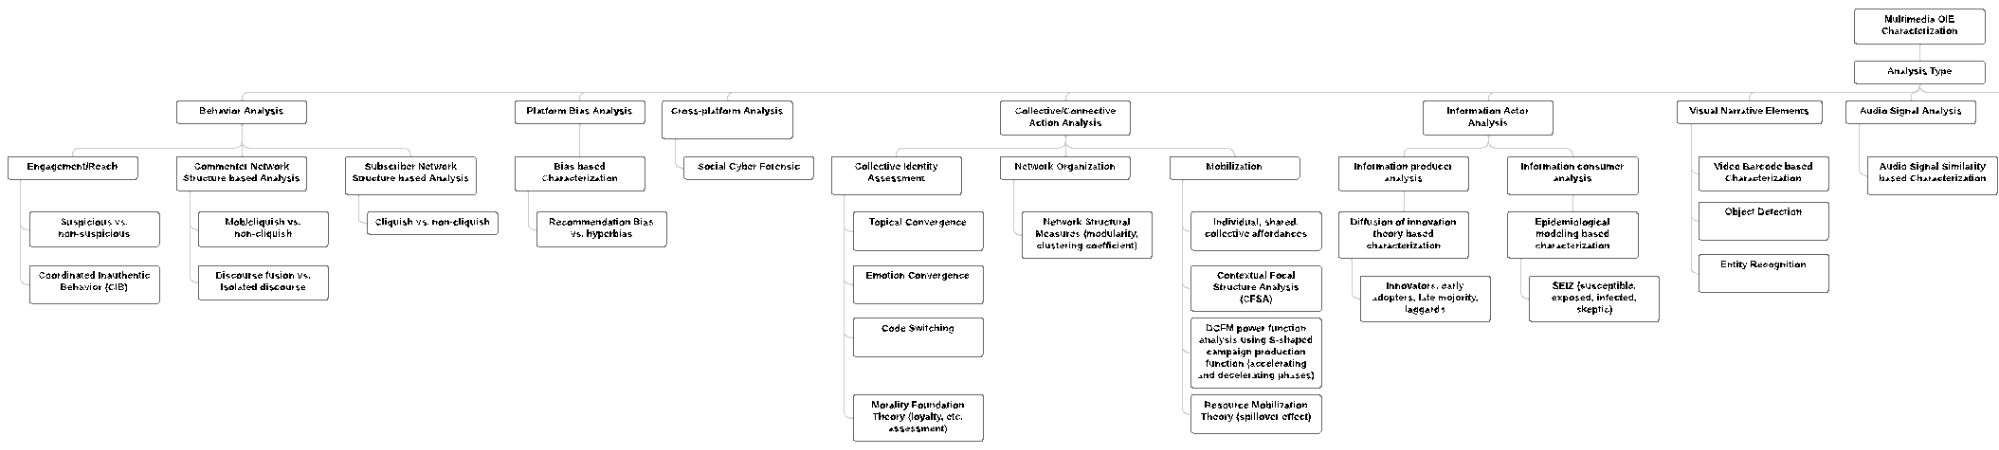 Multimedia OIE
Characterization
Analysis Type
Behavior Analysis
Platform Bias Analysis
Cross-platform Analysis
Collective/Connective
Action Analysis
Information Actor
Analysis
Visual Narrative Elements
Audio Signal Analysis
Engagement/Reach
Commenter Network
Structure based Analysis
Subscriber Network
Structure based Analysis
Bias based
Characterization
Social Cyber Forensic
Collective Identity
Assessment
Network Organization
Mobilization
Information producer
analysis
Information consumer
analysis
Video Barcode based
Characterization
Audio Signal Similarity
based Characterization
Suspicious vs.
non-suspicious
Mob/cliquish vs.
non-cliquish
Cliquish vs. non-cliquish
Recommendation Bias
vs. hyperbias
Topical Convergence
Network Structural
Measures (modularity,
clustering coefficient)
Individual, shared,
collective affordances
Diffusion of innovation
theory based
characterization
Epidemiological
modeling based
characterization
Object Detection
Coordinated Inauthentic
Behavior (CIB)
Discourse fusion vs.
Isolated discourse
Emotion Convergence
Contextual Focal
Structure Analysis
(CFSA)
Innovators, early
adopters, late majority,
laggards
SEIZ (susceptible,
exposed, infected,
skeptic)
Entity Recognition
Code Switching
DCFM power function
analysis using S-shaped
campaign production
function (accelerating
and decelerating phases)
Morality Foundation
Theory (loyalty, etc.
assessment)
Resource Mobilization
Theory (spillover effect)